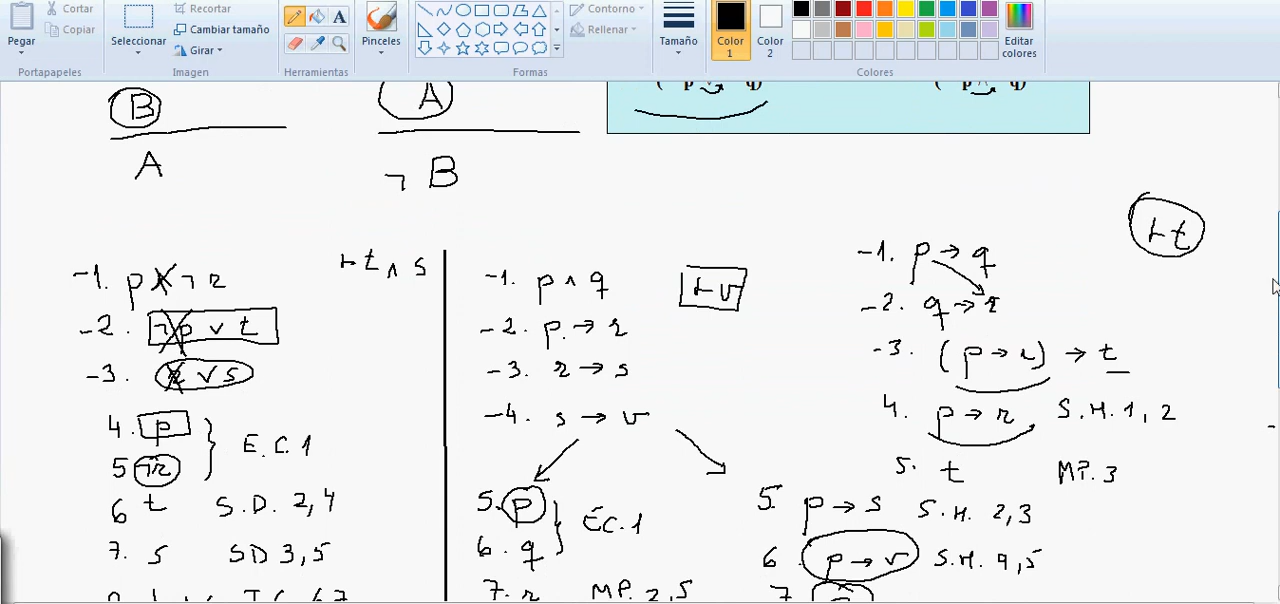 Pegar
Cortar
Copiar
Portapapeles
Seleccionar
Recortar
Cambiar tamaño
Girar
Imagen
Herramientas
A
Pinceles
Contorno
Rellenar
Formas
Tamaño
Color 1
Color 2
Editar colores
Colores
B
A
A
¬ B
( p q)
( p q)
⊢ t ∧ s
-1. p ∧ ¬ r
-2. ¬p ∨ t
-3. r ∨ s
4. p
5 ¬r
E.C.1
6 t S.D. 2,4
7. s SD 3,5
⊢ v
-1. p ∧ q
-2. p → r
-3. r → s
-4. s → v
5. p
6. q
E.C.1
7. r MP. 2,5
5. p → s S.H. 2,3
6. p → v S.H. 4,5
7
⊢ t
-1. p → q
-2. q → r
-3. (p → r) → t
4. p → r S.H. 1,2
5. t MP. 3